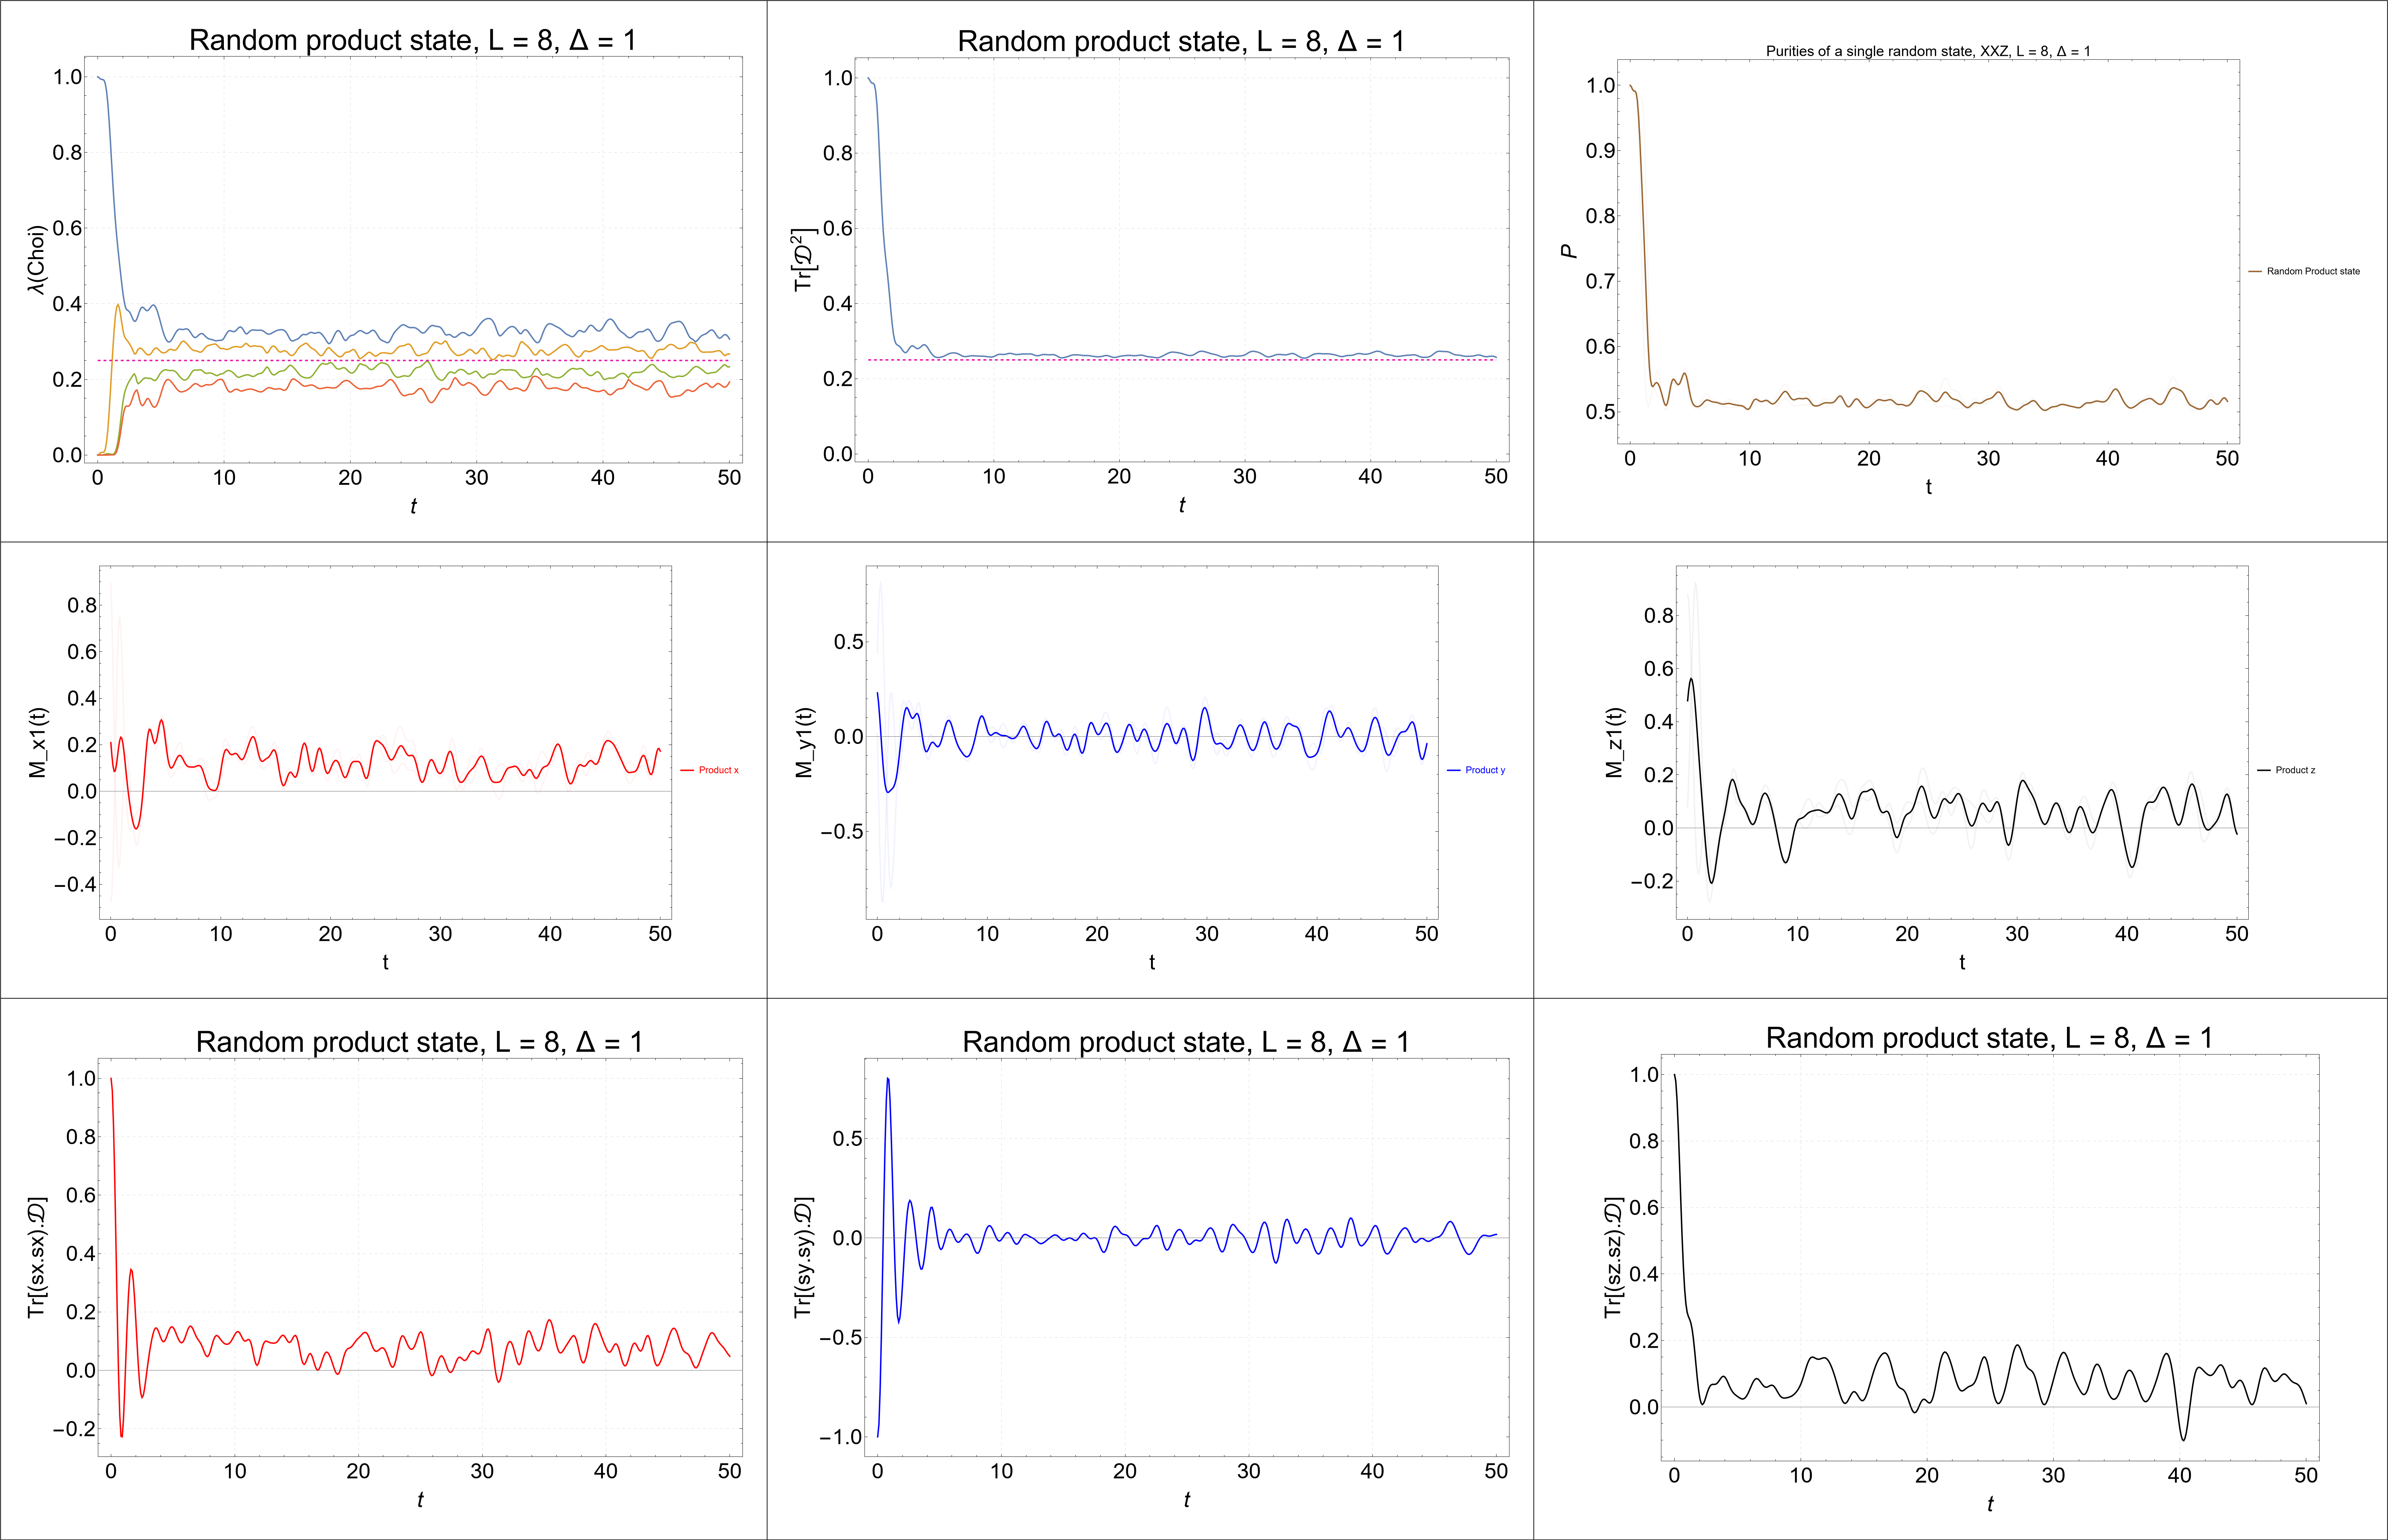 Random product state, L = 8, Δ = 1
λ(Choi)
1.0
0.8
0.6
0.4
0.2
0.0
0 10 20 30 40 50
t
Random product state, L = 8, Δ = 1
Tr[𝒟²]
1.0
0.8
0.6
0.4
0.2
0.0
0 10 20 30 40 50
t
Purities of a single random state, XXZ, L = 8, Δ = 1
P
1.0
0.9
0.8
0.7
0.6
0.5
0 10 20 30 40 50
t
Random Product state
M_x1(t)
0.8
0.6
0.4
0.2
0.0
−0.2
−0.4
0 10 20 30 40 50
t
Product x
M_y1(t)
0.5
0.0
−0.5
0 10 20 30 40 50
t
Product y
M_z1(t)
0.8
0.6
0.4
0.2
0.0
−0.2
0 10 20 30 40 50
t
Product z
Random product state, L = 8, Δ = 1
Tr[(sx.sx).𝒟]
1.0
0.8
0.6
0.4
0.2
0.0
−0.2
0 10 20 30 40 50
t
Random product state, L = 8, Δ = 1
Tr[(sy.sy).𝒟]
0.5
0.0
−0.5
−1.0
0 10 20 30 40 50
t
Random product state, L = 8, Δ = 1
Tr[(sz.sz).𝒟]
1.0
0.8
0.6
0.4
0.2
0.0
0 10 20 30 40 50
t